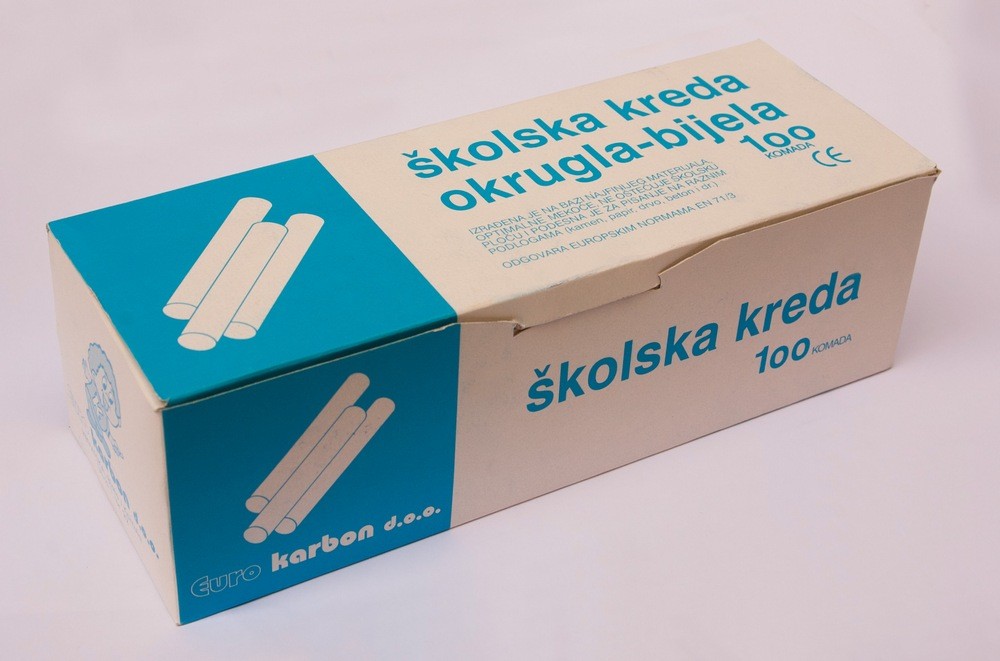 školska kreda
okrugla-bijela
100
KOMADA
CE
IZRAĐENA JE NA BAZI NAJFINIJEG MATERIJALA,
OPTIMALNE MEKOĆE, NE OŠTEĆUJE ŠKOLSKU
PLOČU I PODESNA JE ZA PISANJE NA RAZNIM
PODLOGAMA (kamen, papir, drvo, beton i dr.)
ODGOVARA EUROPSKIM NORMAMA EN 71/3
školska kreda
100 KOMADA
Euro karbon d.o.o.
karbon d.o.o.